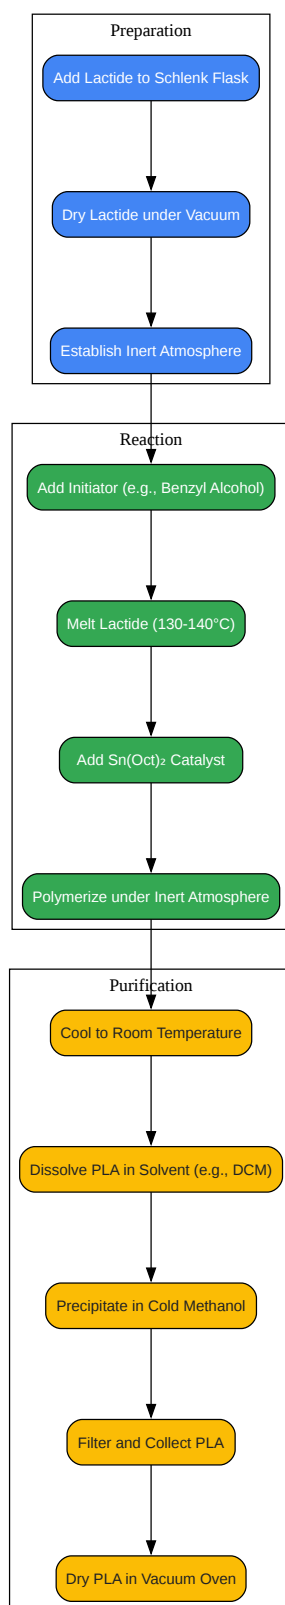 Preparation
Add Lactide to Schlenk Flask
Dry Lactide under Vacuum
Establish Inert Atmosphere
Reaction
Add Initiator (e.g., Benzyl Alcohol)
Melt Lactide (130-140°C)
Add Sn(Oct)₂ Catalyst
Polymerize under Inert Atmosphere
Purification
Cool to Room Temperature
Dissolve PLA in Solvent (e.g., DCM)
Precipitate in Cold Methanol
Filter and Collect PLA
Dry PLA in Vacuum Oven